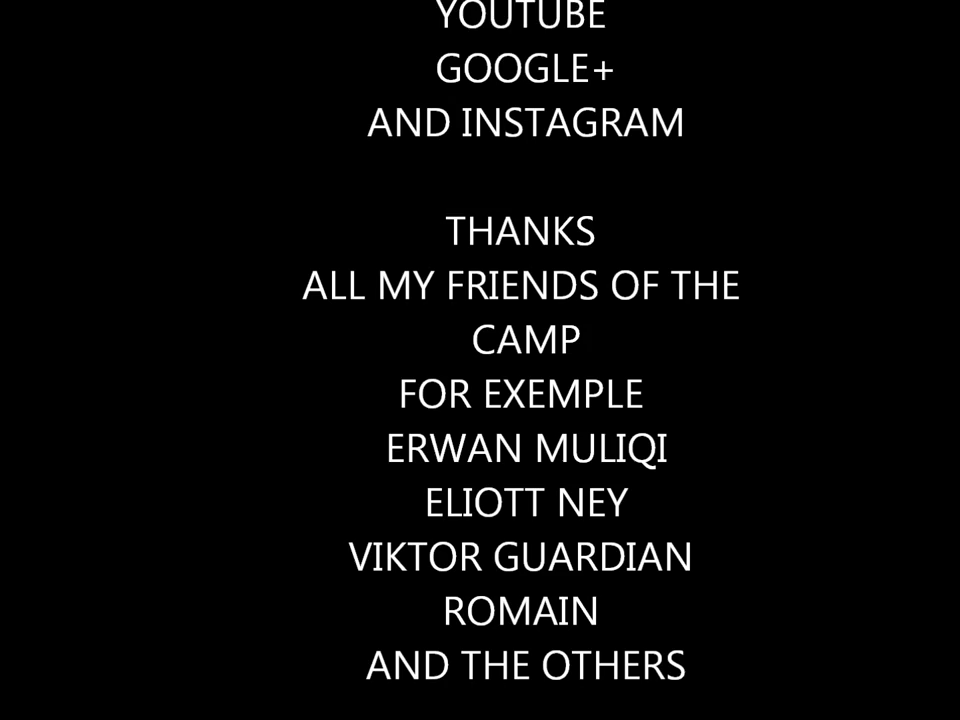 YOUTUBE
GOOGLE+
AND INSTAGRAM
THANKS
ALL MY FRIENDS OF THE
CAMP
FOR EXEMPLE
ERWAN MULIQI
ELIOTT NEY
VIKTOR GUARDIAN
ROMAIN
AND THE OTHERS